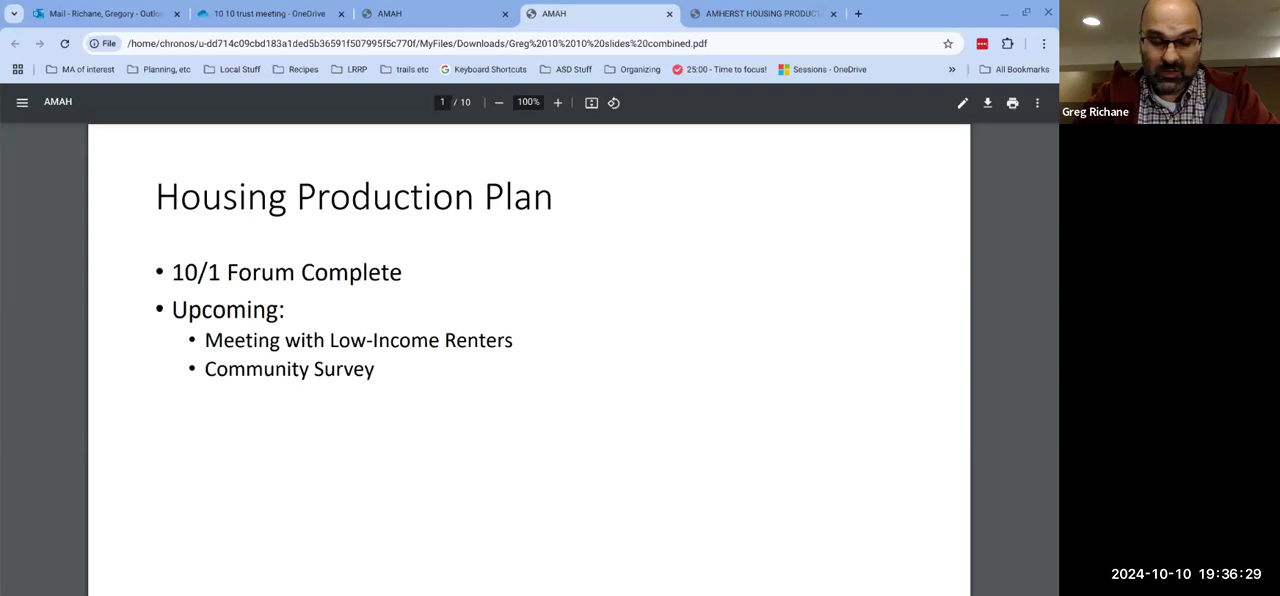 Mail - Richane, Gregory - Outlo
10 10 trust meeting - OneDrive
AMAH
AMAH
AMHERST HOUSING PRODUCT
File
/home/chronos/u-dd714c09cbd183a1ded5b36591f507995f5c770f/MyFiles/Downloads/Greg%2010%2010%20slides%20combined.pdf
MA of interest
Planning, etc
Local Stuff
Recipes
LRRP
trails etc
Keyboard Shortcuts
ASD Stuff
Organizing
25:00 - Time to focus!
Sessions - OneDrive
»
All Bookmarks
AMAH
1 / 10
100%
Housing Production Plan
• 10/1 Forum Complete
• Upcoming:
• Meeting with Low-Income Renters
• Community Survey
Greg Richane
2024-10-10 19:36:29